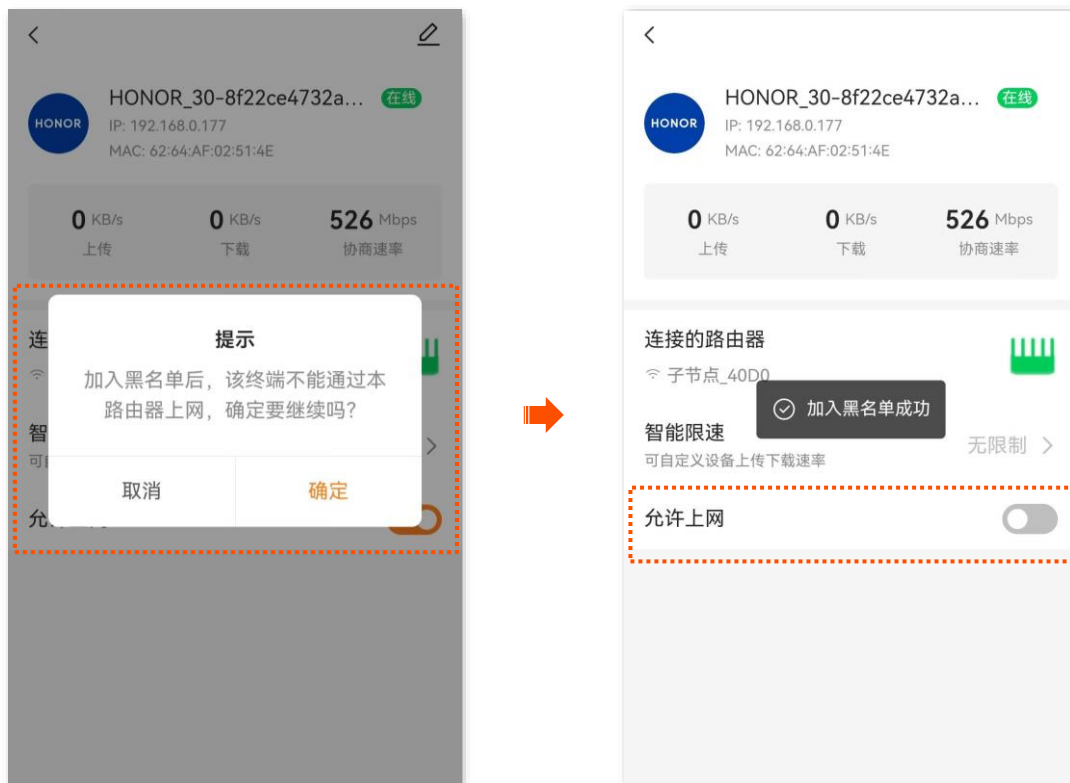 HONOR
HONOR_30-8f22ce4732a...
在线
IP: 192.168.0.177
MAC: 62:64:AF:02:51:4E
0 KB/s
0 KB/s
526 Mbps
上传
下载
协商速率
连
提示
加入黑名单后，该终端不能通过本
路由器上网，确定要继续吗？
智
取消
确定
允
HONOR
HONOR_30-8f22ce4732a...
在线
IP: 192.168.0.177
MAC: 62:64:AF:02:51:4E
0 KB/s
0 KB/s
526 Mbps
上传
下载
协商速率
连接的路由器
子节点_40D0
加入黑名单成功
智能限速
可自定义设备上传下载速率
无限制
允许上网